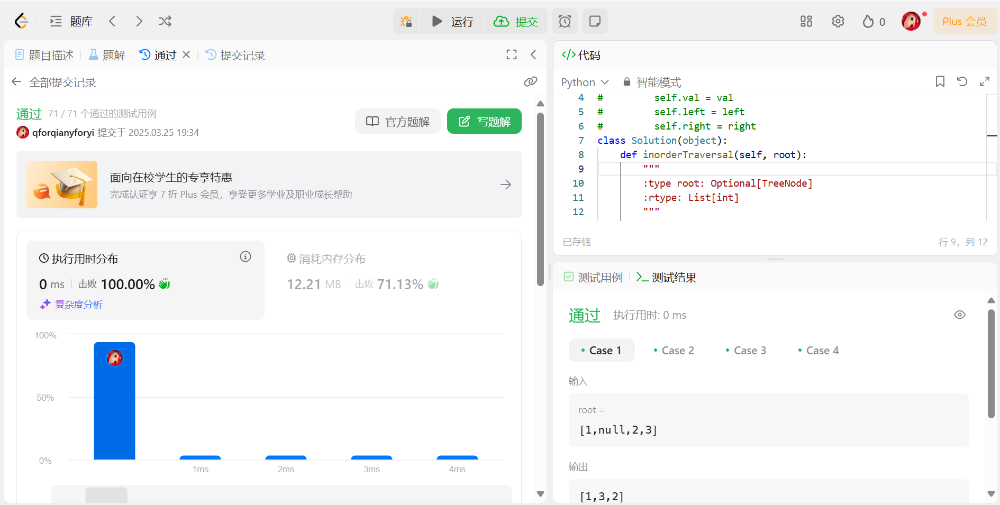 题库
运行
提交
0
Plus 会员
题目描述
题解
通过
提交记录
全部提交记录
通过 71 / 71 个通过的测试用例
qforqianyforyi 提交于 2025.03.25 19:34
官方题解
写题解
面向在校学生的专享特惠
完成认证享 7 折 Plus 会员，享受更多学业及职业成长帮助
执行用时分布
0 ms 击败 100.00%
复杂度分析
消耗内存分布
12.21 MB 击败 71.13%
100%
50%
0%
1ms
2ms
3ms
4ms
</>代码
Python 智能模式
4 # self.val = val
5 # self.left = left
6 # self.right = right
7 class Solution(object):
8 def inorderTraversal(self, root):
9 """
10 :type root: Optional[TreeNode]
11 :rtype: List[int]
12 """
已存储
行 9，列 12
测试用例
测试结果
通过 执行用时: 0 ms
Case 1
Case 2
Case 3
Case 4
输入
root =
[1,null,2,3]
输出
[1,3,2]